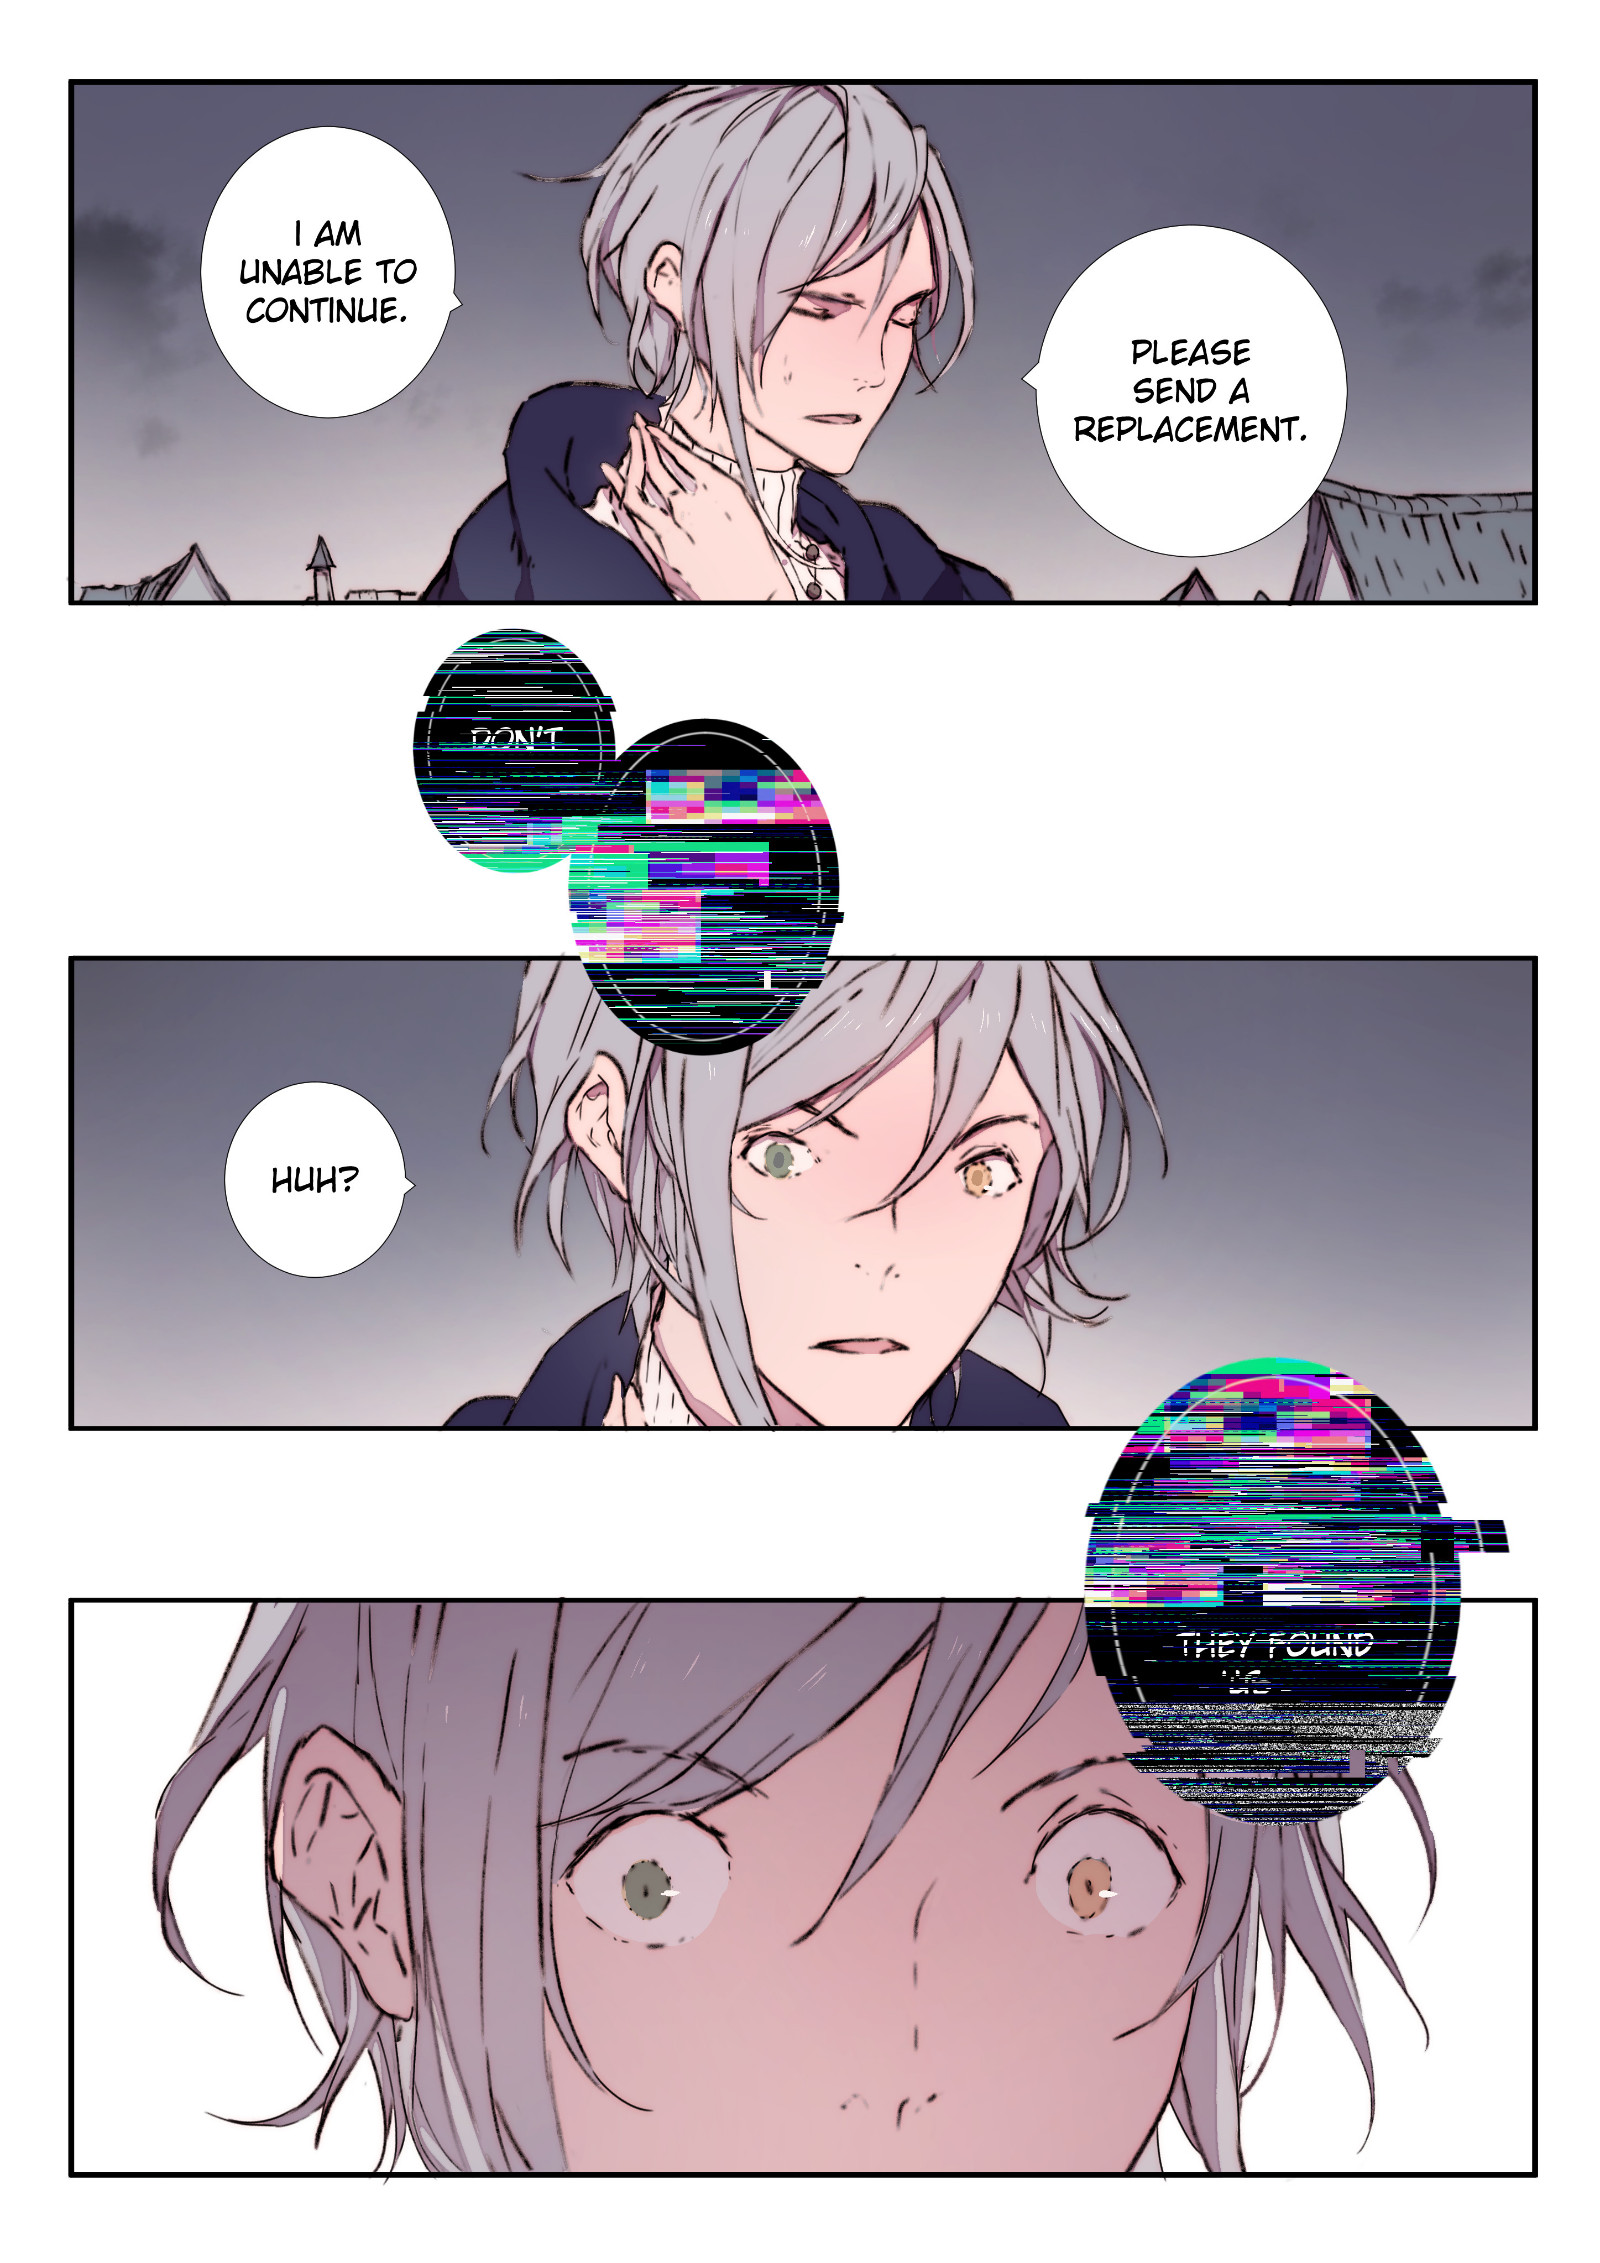 I AM
UNABLE TO
CONTINUE.
PLEASE
SEND A
REPLACEMENT.
DON'T
HUH?
THEY FOUND
US